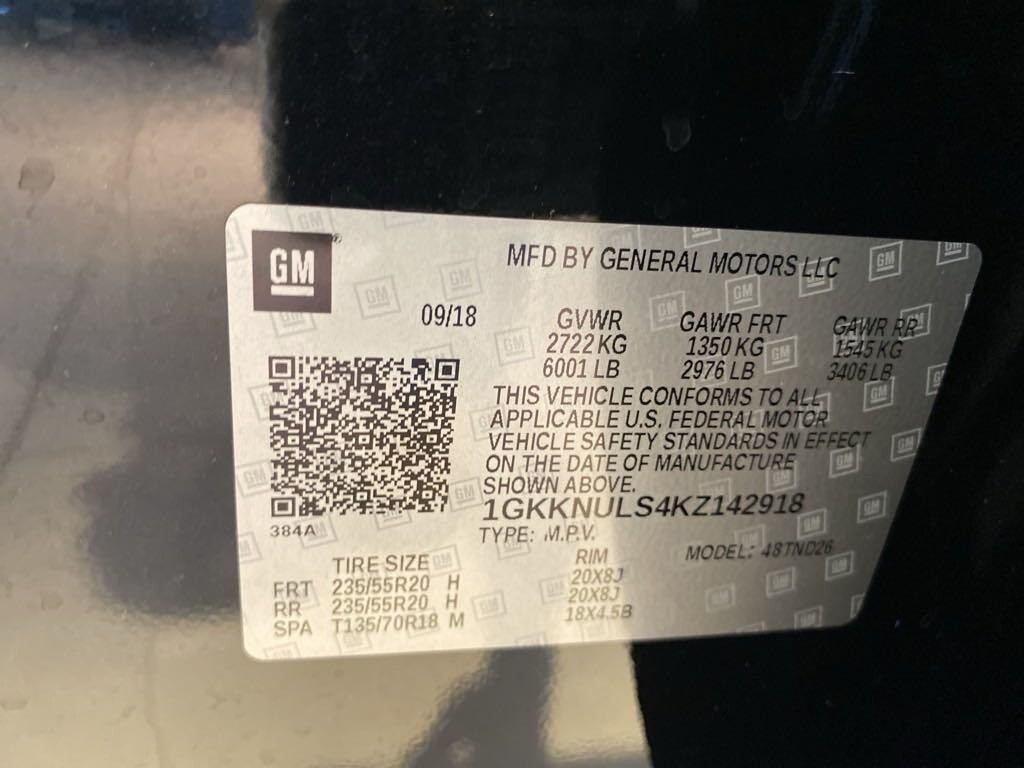 GM
MFD BY GENERAL MOTORS LLC
09/18
GVWR GAWR FRT GAWR RR
2722 KG 1350 KG 1545 KG
6001 LB 2976 LB 3406 LB
THIS VEHICLE CONFORMS TO ALL
APPLICABLE U.S. FEDERAL MOTOR
VEHICLE SAFETY STANDARDS IN EFFECT
ON THE DATE OF MANUFACTURE
SHOWN ABOVE.
1GKKNULS4KZ142918
384A
TYPE: M.P.V. MODEL: 48TND26
TIRE SIZE RIM
FRT 235/55R20 H 20X8J
RR 235/55R20 H 20X8J
SPA T135/70R18 M 18X4.5B